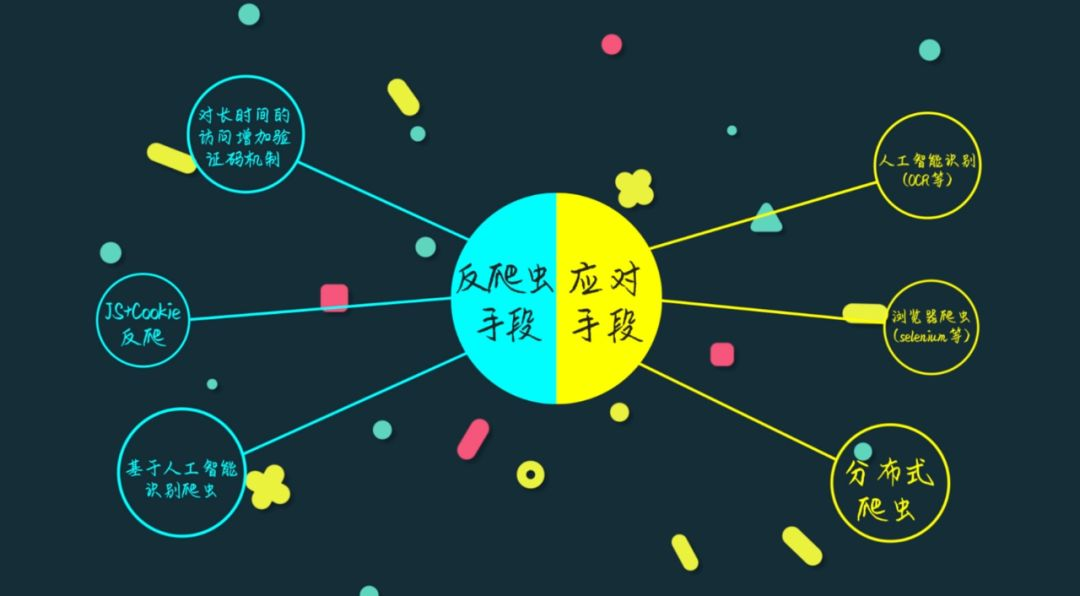 对长时间的
访问增加验
证码机制
JS+Cookie
反爬
基于人工智能
识别爬虫
反爬虫
手段
应对
手段
人工智能识别
(OCR等)
浏览器爬虫
(selenium等)
分布式
爬虫